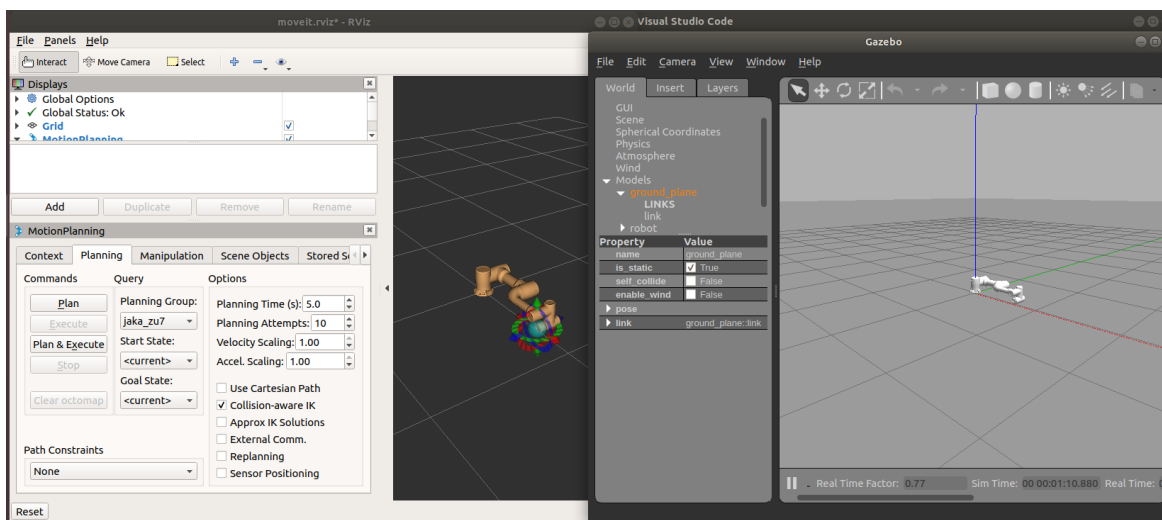 moveit.rviz* - RViz
File Panels Help
Interact Move Camera Select
Displays
Global Options
Global Status: Ok
Grid
MotionPlanning
Add Duplicate Remove Rename
MotionPlanning
Context Planning Manipulation Scene Objects Stored
Commands Query Options
Plan
Execute
Plan & Execute
Stop
Clear octomap
Planning Group:
jaka_zu7
Start State:
<current>
Goal State:
<current>
Planning Time (s): 5.0
Planning Attempts: 10
Velocity Scaling: 1.00
Accel. Scaling: 1.00
Use Cartesian Path
Collision-aware IK
Approx IK Solutions
External Comm.
Replanning
Sensor Positioning
Path Constraints
None
Reset
Visual Studio Code
Gazebo
File Edit Camera View Window Help
World Insert Layers
GUI
Scene
Spherical Coordinates
Physics
Atmosphere
Wind
Models
ground_plane
LINKS
link
robot
Property Value
name ground_plane
is_static True
self_collide False
enable_wind False
pose
link ground_plane::link
Real Time Factor: 0.77 Sim Time: 00 00:01:10.880 Real Time: